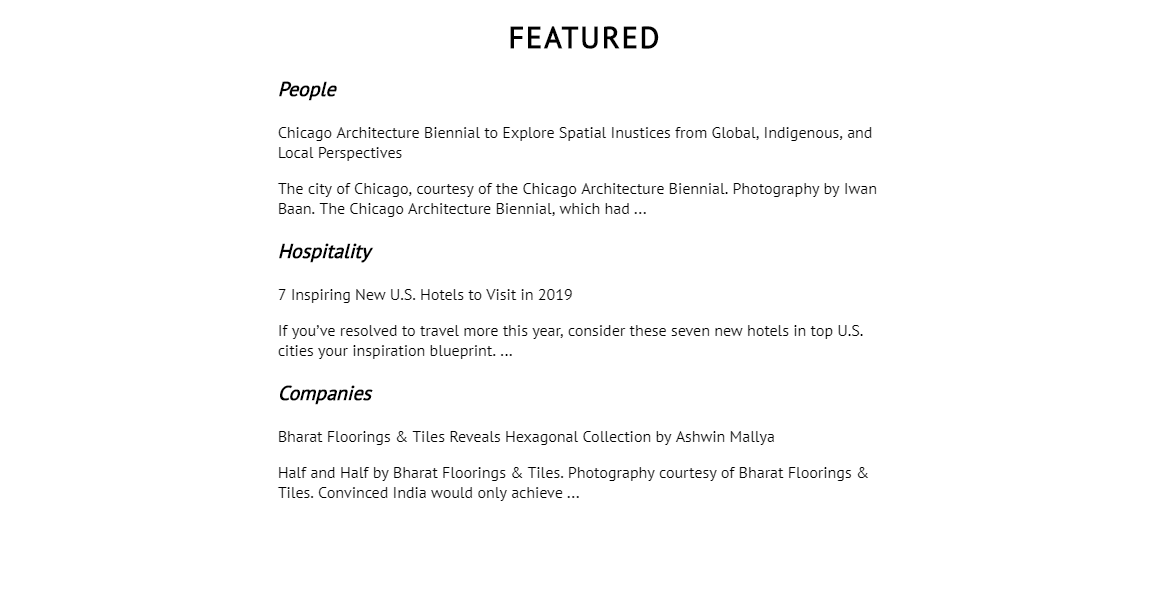 FEATURED
People
Chicago Architecture Biennial to Explore Spatial Inustices from Global, Indigenous, and
Local Perspectives
The city of Chicago, courtesy of the Chicago Architecture Biennial. Photography by Iwan
Baan. The Chicago Architecture Biennial, which had ...
Hospitality
7 Inspiring New U.S. Hotels to Visit in 2019
If you’ve resolved to travel more this year, consider these seven new hotels in top U.S.
cities your inspiration blueprint. ...
Companies
Bharat Floorings & Tiles Reveals Hexagonal Collection by Ashwin Mallya
Half and Half by Bharat Floorings & Tiles. Photography courtesy of Bharat Floorings &
Tiles. Convinced India would only achieve ...